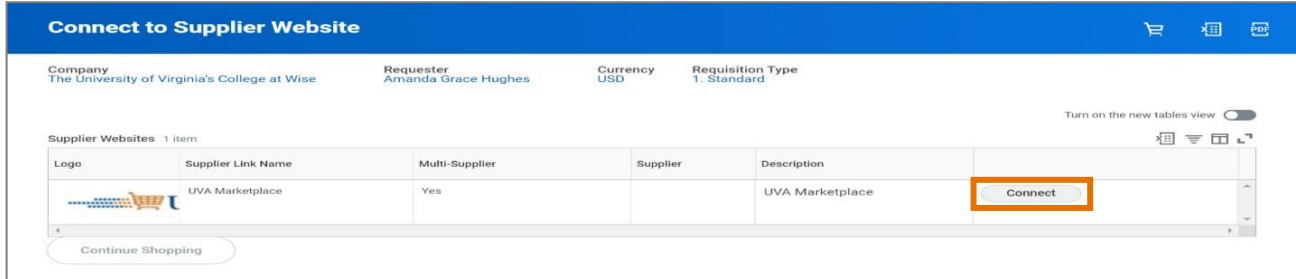 Connect to Supplier Website
PDF
Company Requester Currency Requisition Type
The University of Virginia's College at Wise Amanda Grace Hughes USD 1. Standard
Turn on the new tables view
Supplier Websites 1 item
Logo Supplier Link Name Multi-Supplier Supplier Description
U UVA Marketplace Yes UVA Marketplace Connect
Continue Shopping